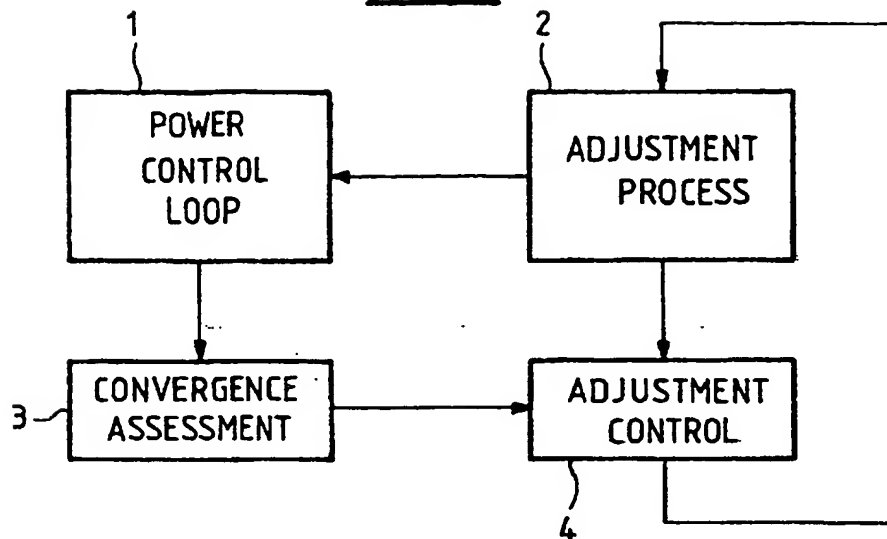 1
2
POWER
CONTROL
LOOP
ADJUSTMENT
PROCESS
3
CONVERGENCE
ASSESSMENT
ADJUSTMENT
CONTROL
4